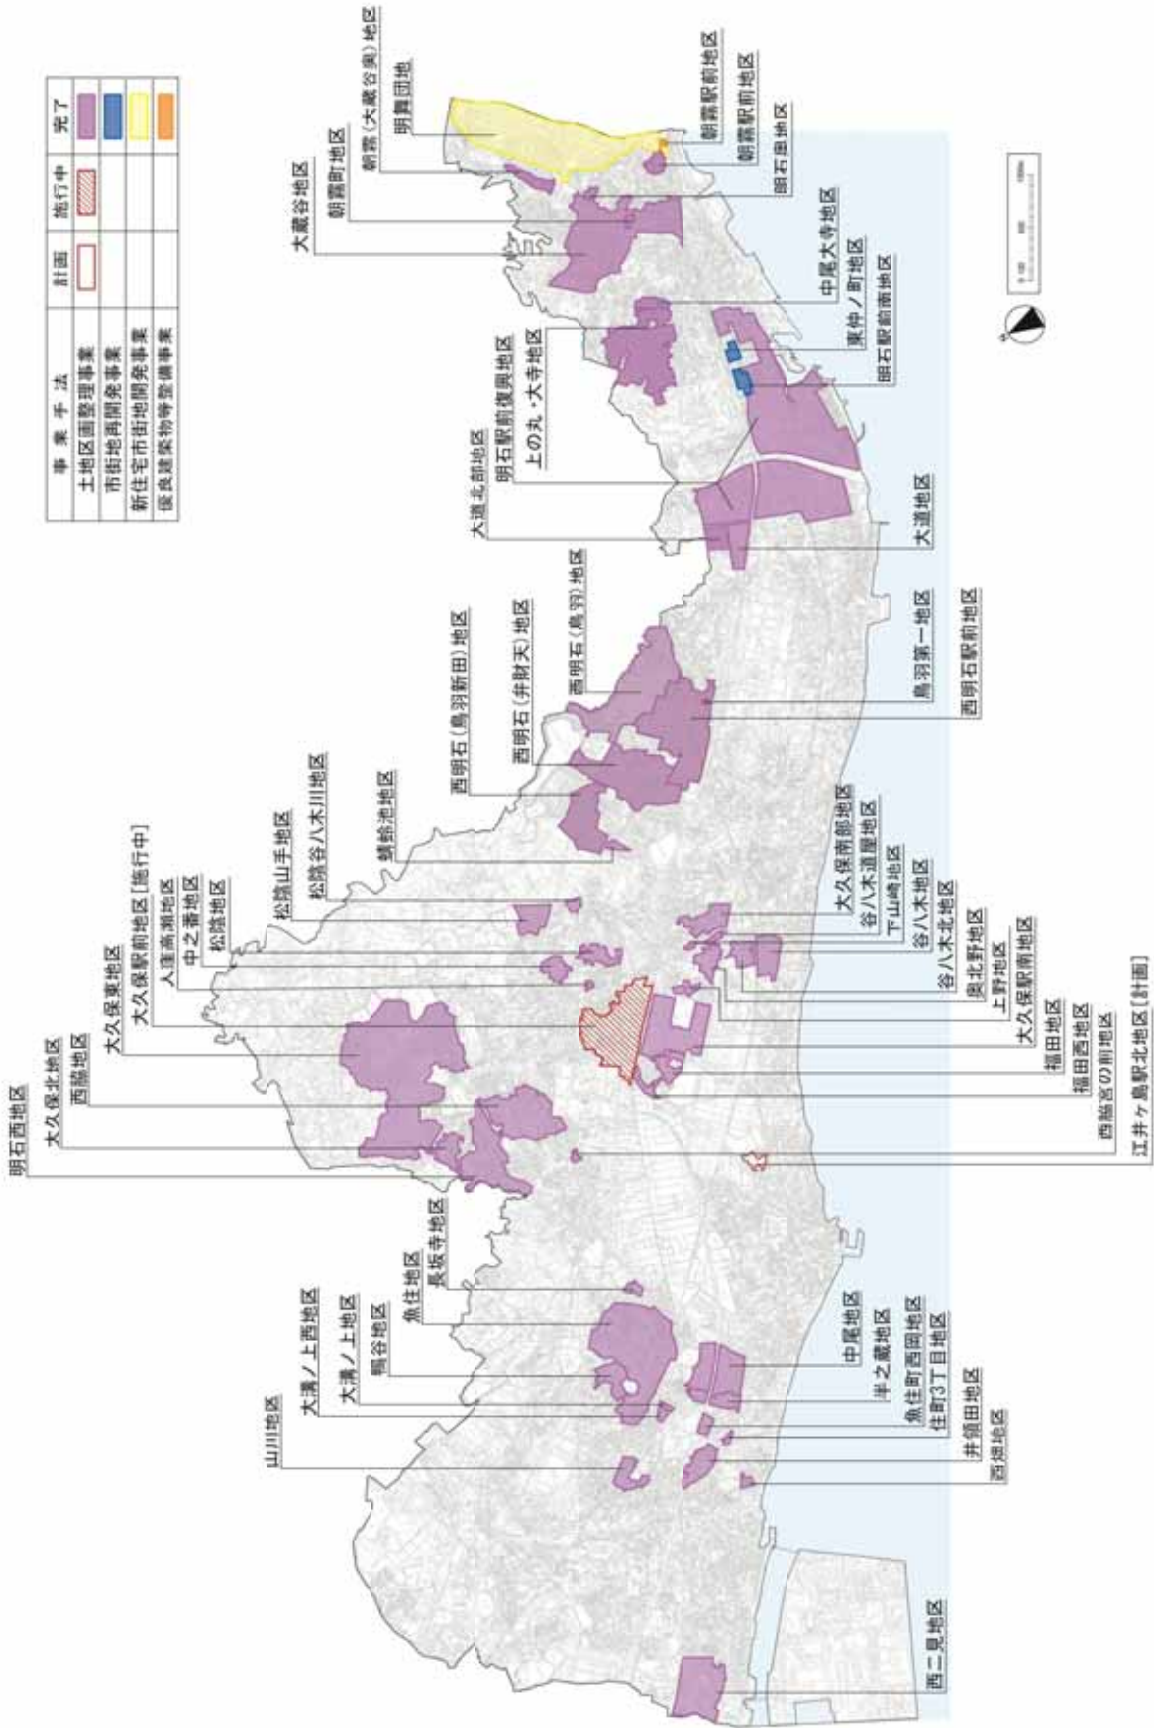 事業手法 計画 施行中 完了
土地区画整理事業
市街地再開発事業
新住宅市街地開発事業
優良建築物等整備事業
明石西地区
大久保北地区
西脇地区
大久保東地区
大久保駅前地区[施行中]
中之番地区
松陰地区
松陰山手地区
松陰谷八木川地区
蜻蛉池地区
西明石(鳥羽新田)地区
西明石(弁財天)地区
西明石(鳥羽)地区
大道北部地区
明石駅前復興地区
上の丸・大寺地区
大蔵谷地区
朝霧町地区
朝霧(大蔵谷奥)地区
明舞団地
山川地区
大溝ノ上西地区
大溝ノ上地区
鴨谷地区
魚住地区
長坂寺地区
西二見地区
西畑地区
井領田地区
住町3丁目地区
魚住町西岡地区
半之蔵地区
中尾地区
江井ヶ島駅北地区[計画]
西脇宮の前地区
福田西地区
福田地区
大久保駅南地区
上野地区
奥北野地区
谷八木北地区
谷八木地区
下山崎地区
谷八木道屋地区
大久保南部地区
西明石駅前地区
鳥羽第一地区
大道地区
明石駅前南地区
東仲ノ町地区
中尾大寺地区
朝霧駅前地区
朝霧駅前地区